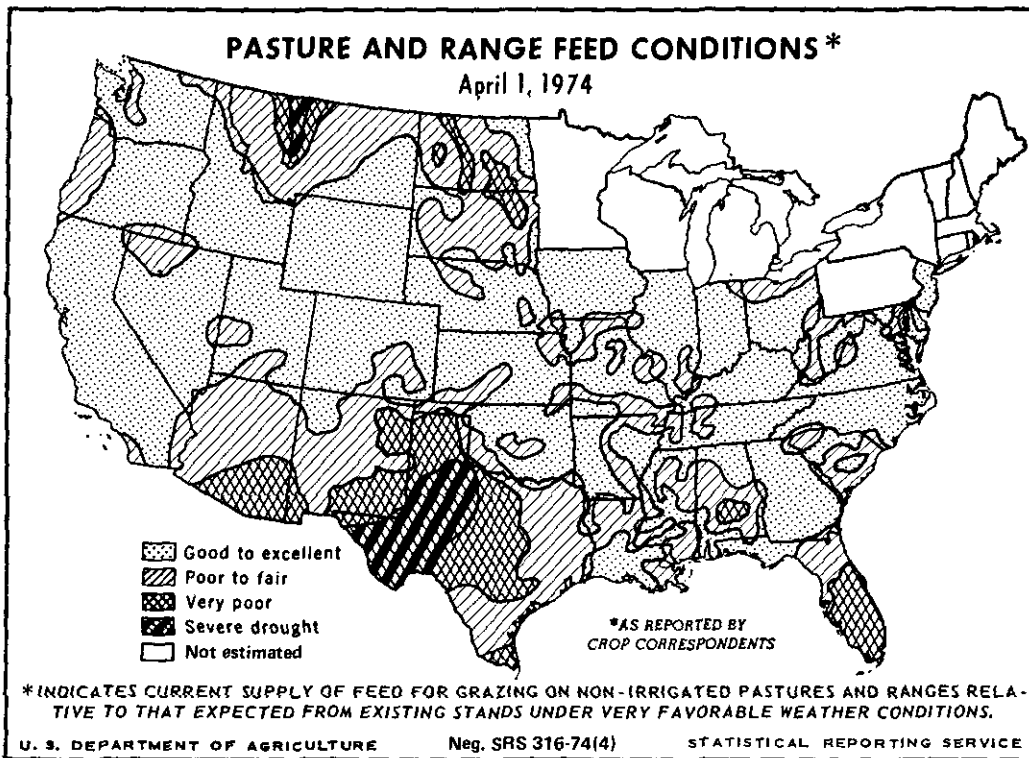 PASTURE AND RANGE FEED CONDITIONS*
April 1, 1974
Good to excellent
Poor to fair
Very poor
Severe drought
Not estimated
*AS REPORTED BY
CROP CORRESPONDENTS
*INDICATES CURRENT SUPPLY OF FEED FOR GRAZING ON NON-IRRIGATED PASTURES AND RANGES RELA-
TIVE TO THAT EXPECTED FROM EXISTING STANDS UNDER VERY FAVORABLE WEATHER CONDITIONS.
U. S. DEPARTMENT OF AGRICULTURE Neg. SRS 316-74(4) STATISTICAL REPORTING SERVICE